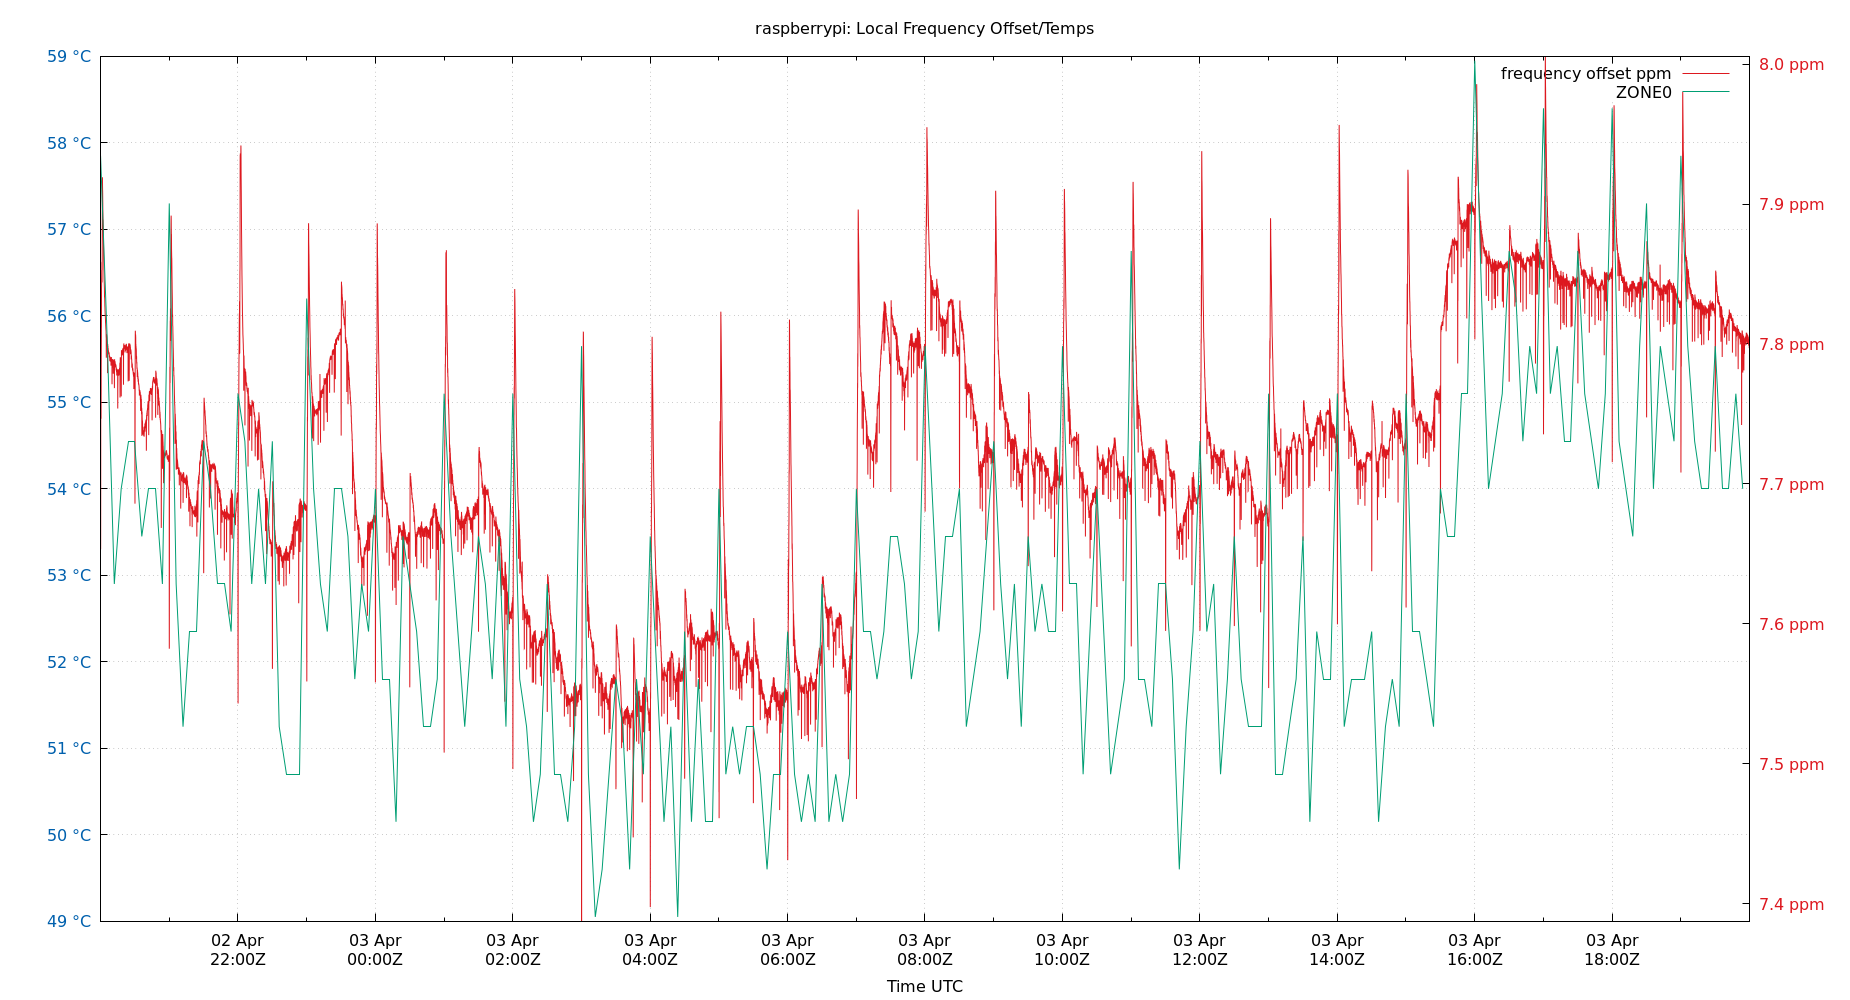 raspberrypi: Local Frequency Offset/Temps
59 °C
58 °C
57 °C
56 °C
55 °C
54 °C
53 °C
52 °C
51 °C
50 °C
49 °C
8.0 ppm
7.9 ppm
7.8 ppm
7.7 ppm
7.6 ppm
7.5 ppm
7.4 ppm
frequency offset ppm
ZONE0
02 Apr
22:00Z
03 Apr
00:00Z
03 Apr
02:00Z
03 Apr
04:00Z
03 Apr
06:00Z
03 Apr
08:00Z
03 Apr
10:00Z
03 Apr
12:00Z
03 Apr
14:00Z
03 Apr
16:00Z
03 Apr
18:00Z
Time UTC